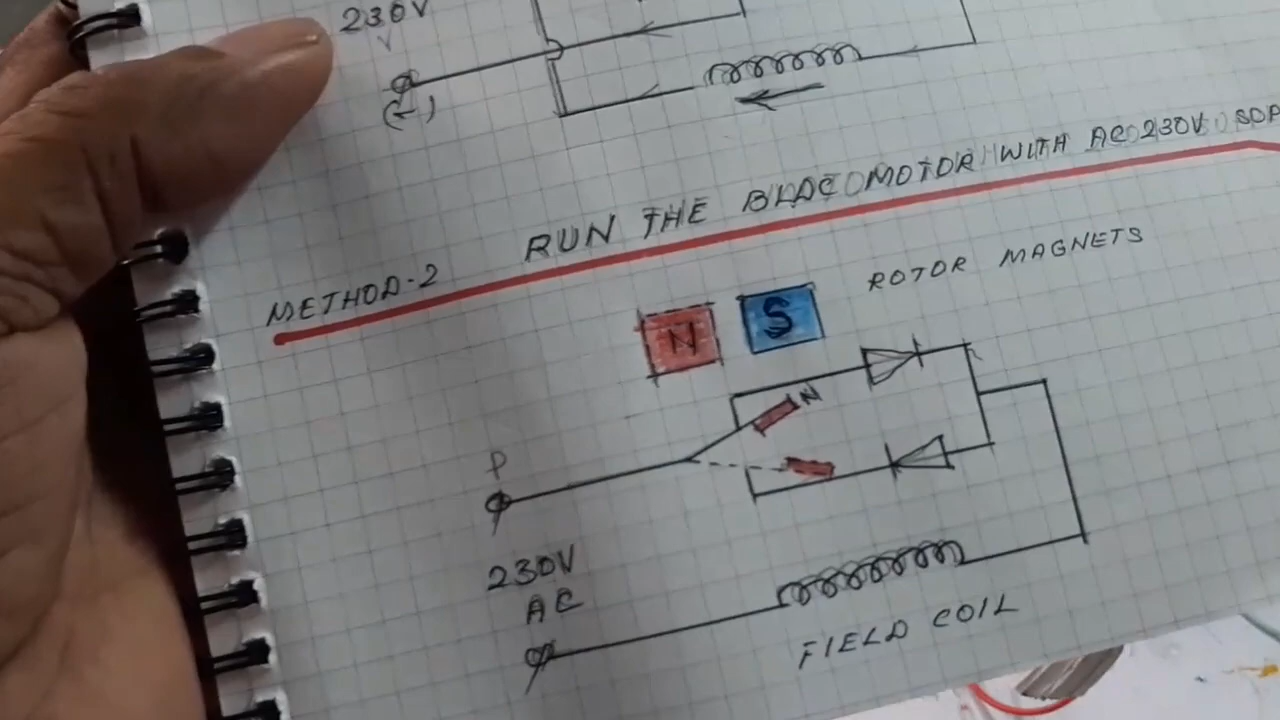 230V
V
(-)
METHOD-2 RUN THE BLDC MOTOR WITH AC 230V
ROTOR MAGNETS
N S
N
P
230V
AC
FIELD COIL